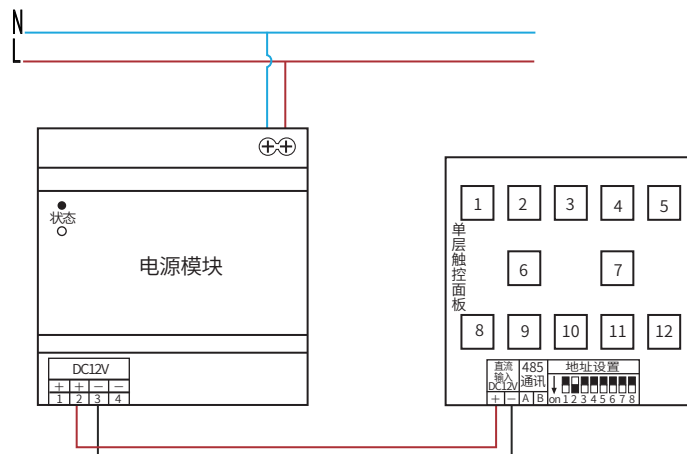 N
L
状态
电源模块
DC12V
＋ ＋ － －
1 2 3 4
单层触控面板
1 2 3 4 5
6 7
8 9 10 11 12
直流输入DC12V
485通讯
地址设置
＋ － A B on 1 2 3 4 5 6 7 8